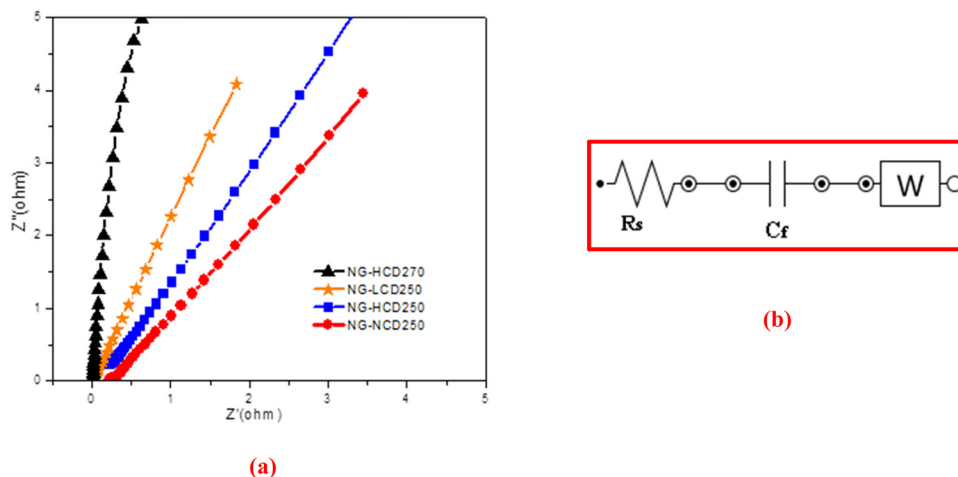 5
4
3
2
1
0
Z"(ohm)
0
1
2
3
4
5
Z'(ohm)
NG-HCD270
NG-LCD250
NG-HCD250
NG-NCD250
(a)
W
Rs
Cf
(b)